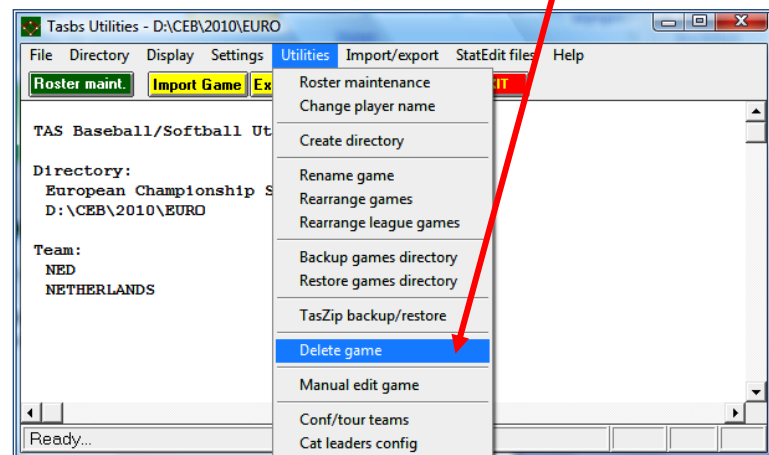 Tasbs Utilities - D:\CEB\2010\EURO
File Directory Display Settings Utilities Import/export StatEdit files Help
Roster maint. Import Game Ex
TAS Baseball/Softball Ut
Directory:
European Championship S
D:\CEB\2010\EURO
Team:
NED
NETHERLANDS
Roster maintenance
Change player name
Create directory
Rename game
Rearrange games
Rearrange league games
Backup games directory
Restore games directory
TasZip backup/restore
Delete game
Manual edit game
Conf/tour teams
Cat leaders config
Ready...